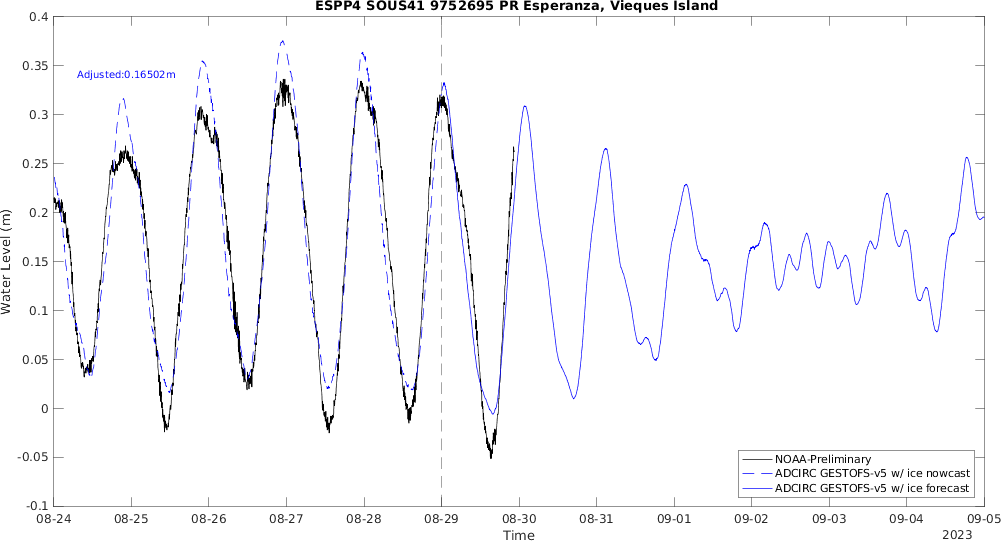 ESPP4 SOUS41 9752695 PR Esperanza, Vieques Island
Adjusted:0.16502m
Water Level (m)
0.4
0.35
0.3
0.25
0.2
0.15
0.1
0.05
0
-0.05
-0.1
NOAA-Preliminary
ADCIRC GESTOFS-v5 w/ ice nowcast
ADCIRC GESTOFS-v5 w/ ice forecast
08-24 08-25 08-26 08-27 08-28 08-29 08-30 08-31 09-01 09-02 09-03 09-04 09-05
Time
2023